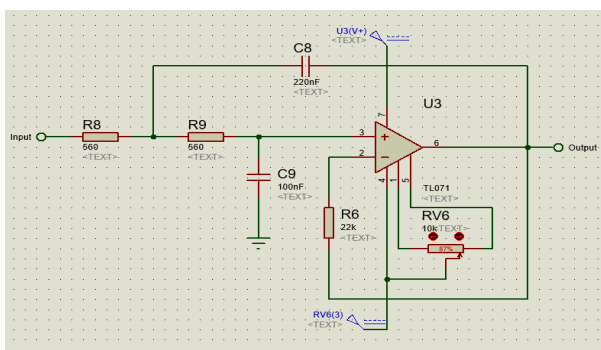 U3(V+)
<TEXT>
C8
220nF
<TEXT>
U3
R8
560
<TEXT>
R9
560
<TEXT>
Input
3
2
7
6
4
1
5
Output
C9
100nF
<TEXT>
TL071
<TEXT>
R6
22k
<TEXT>
RV6
10k<TEXT>
87%
RV6(3)
<TEXT>